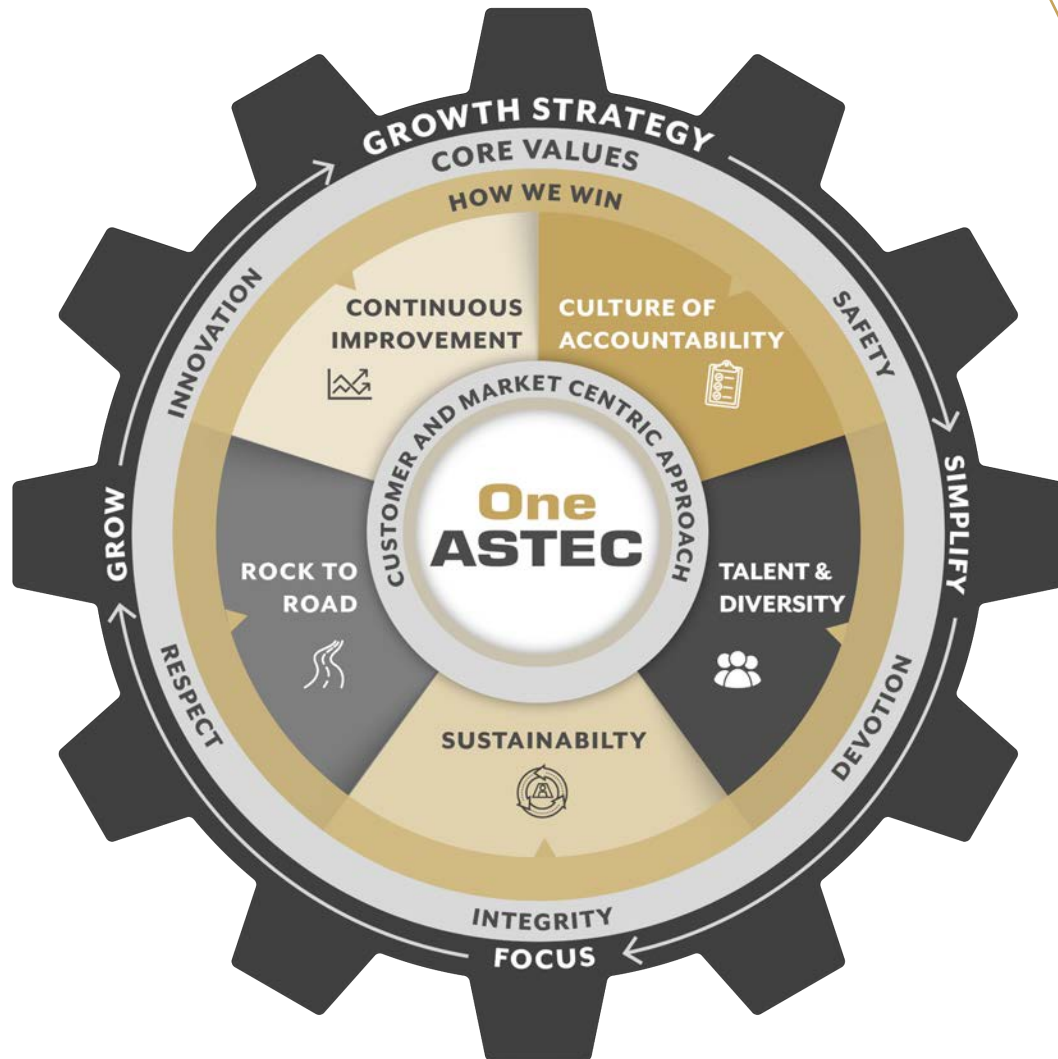 GROWTH STRATEGY
CORE VALUES
HOW WE WIN
INNOVATION
SAFETY
CONTINUOUS
IMPROVEMENT
CULTURE OF
ACCOUNTABILITY
CUSTOMER AND MARKET CENTRIC APPROACH
One
ASTEC
GROW
SIMPLIFY
ROCK TO
ROAD
TALENT &
DIVERSITY
RESPECT
DEVOTION
SUSTAINABILTY
INTEGRITY
FOCUS